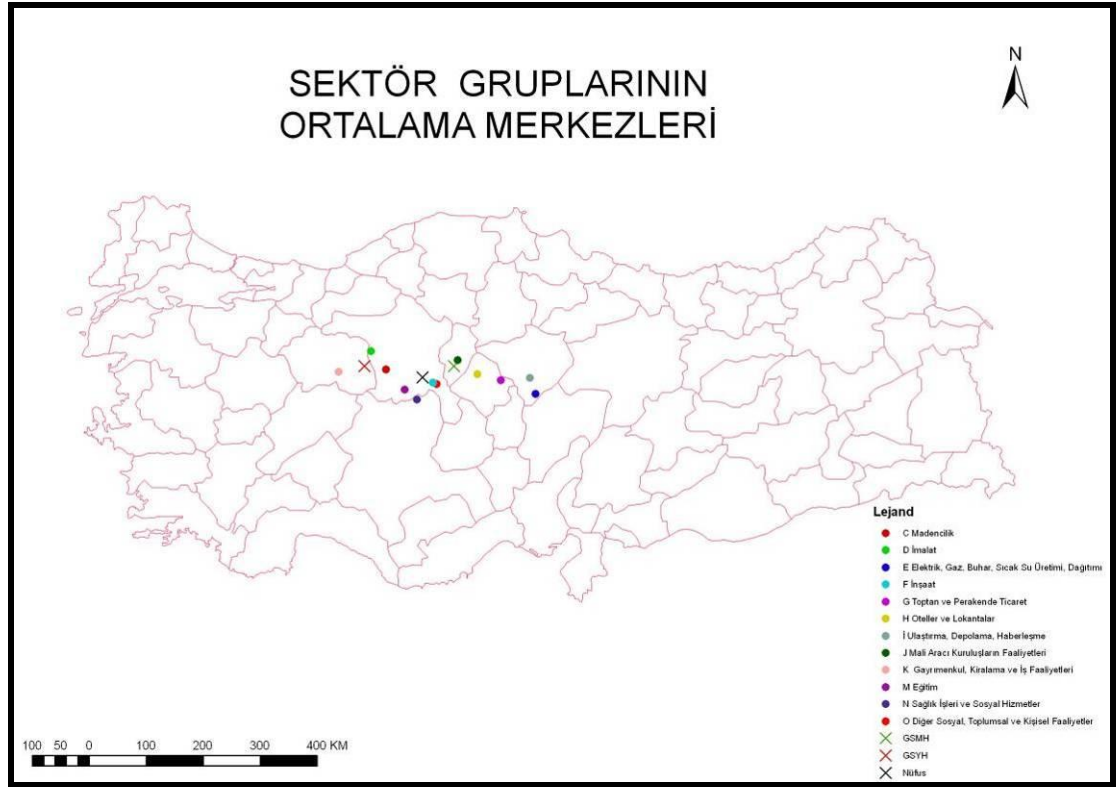 N
SEKTÖR GRUPLARININ
ORTALAMA MERKEZLERİ
Lejand
C Madencilik
D İmalat
E Elektrik, Gaz, Buhar, Sıcak Su Üretimi, Dağıtımı
F İnşaat
G Toptan ve Perakende Ticaret
H Oteller ve Lokantalar
İ Ulaştırma, Depolama, Haberleşme
J Mali Aracı Kuruluşların Faaliyetleri
K Gayrımenkul, Kiralama ve İş Faaliyetleri
M Eğitim
N Sağlık İşleri ve Sosyal Hizmetler
O Diğer Sosyal, Toplumsal ve Kişisel Faaliyetler
GSMH
GSYH
Nüfus
100 50 0 100 200 300 400 KM